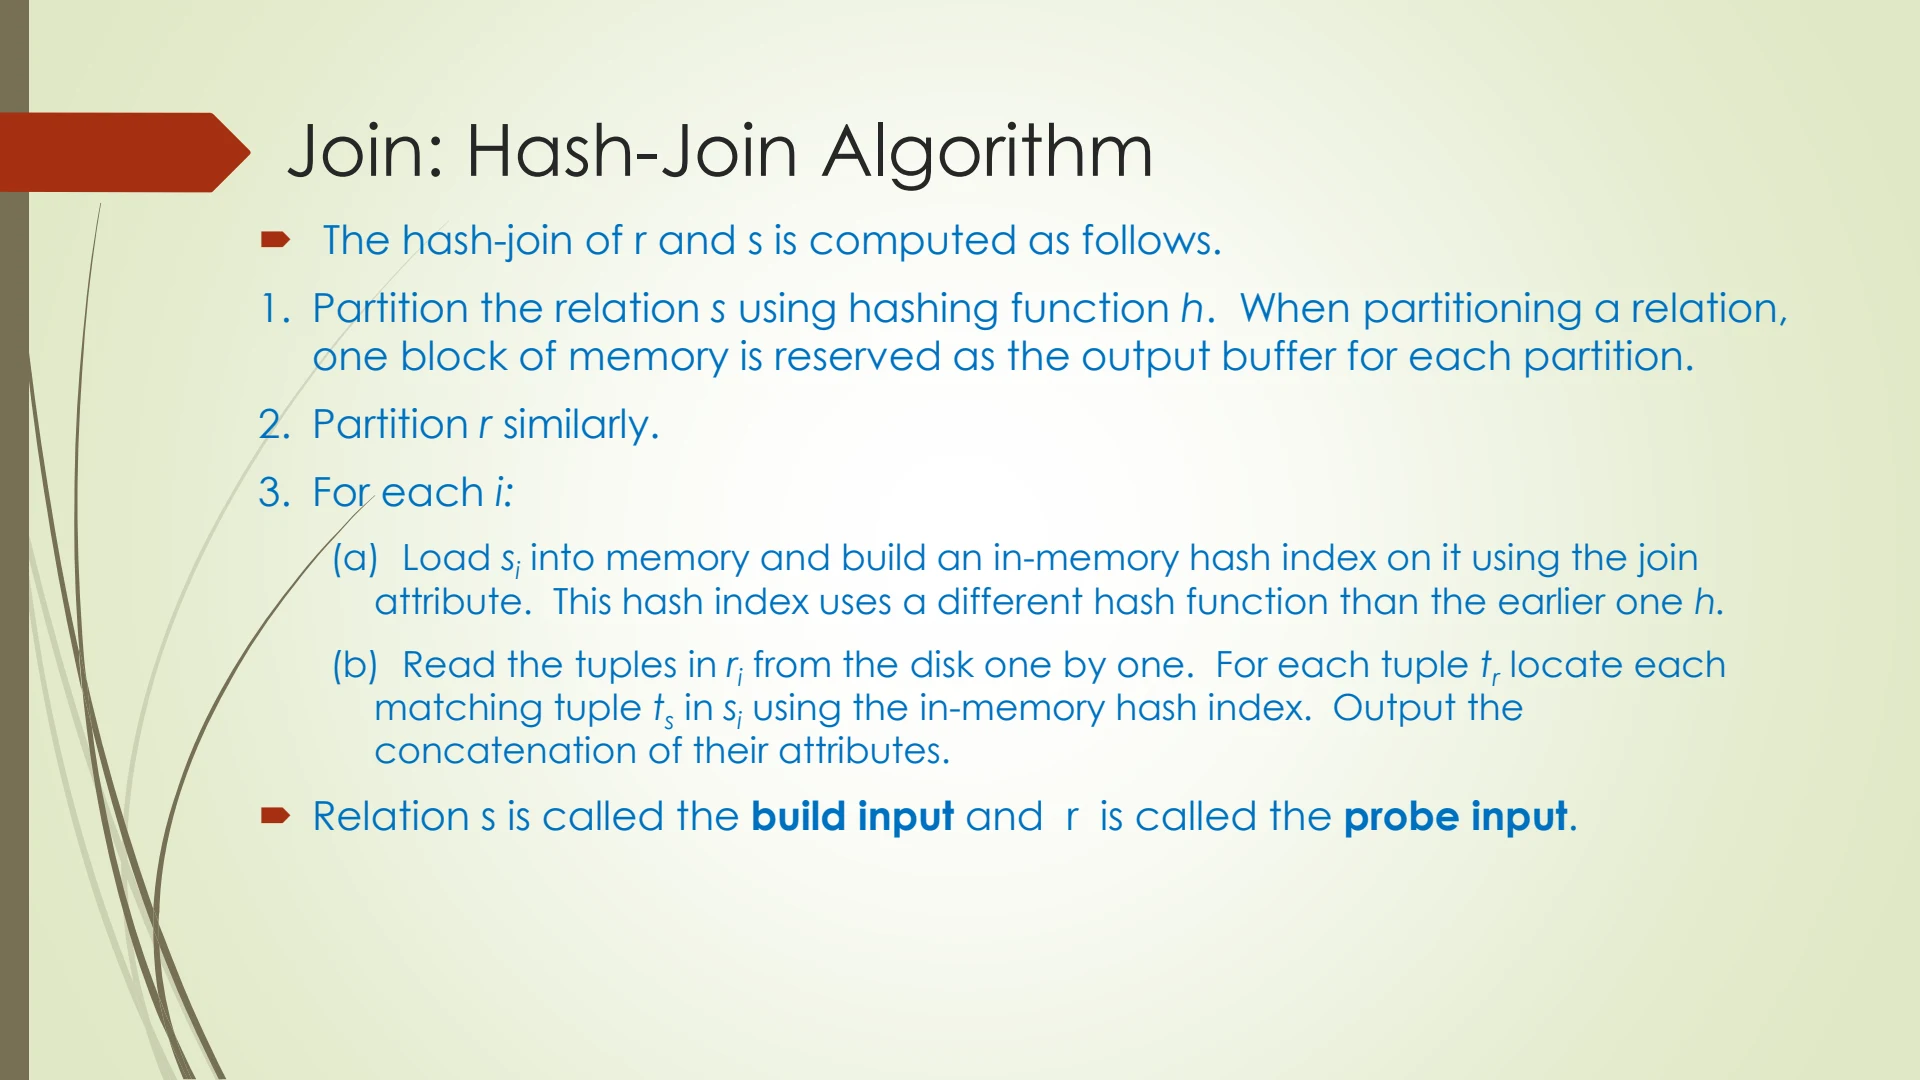 Join: Hash-Join Algorithm
The hash-join of r and s is computed as follows.
1. Partition the relation s using hashing function h. When partitioning a relation,
one block of memory is reserved as the output buffer for each partition.
2. Partition r similarly.
3. For each i:
(a) Load si into memory and build an in-memory hash index on it using the join
attribute. This hash index uses a different hash function than the earlier one h.
(b) Read the tuples in ri from the disk one by one. For each tuple tr locate each
matching tuple ts in si using the in-memory hash index. Output the
concatenation of their attributes.
Relation s is called the build input and r is called the probe input.